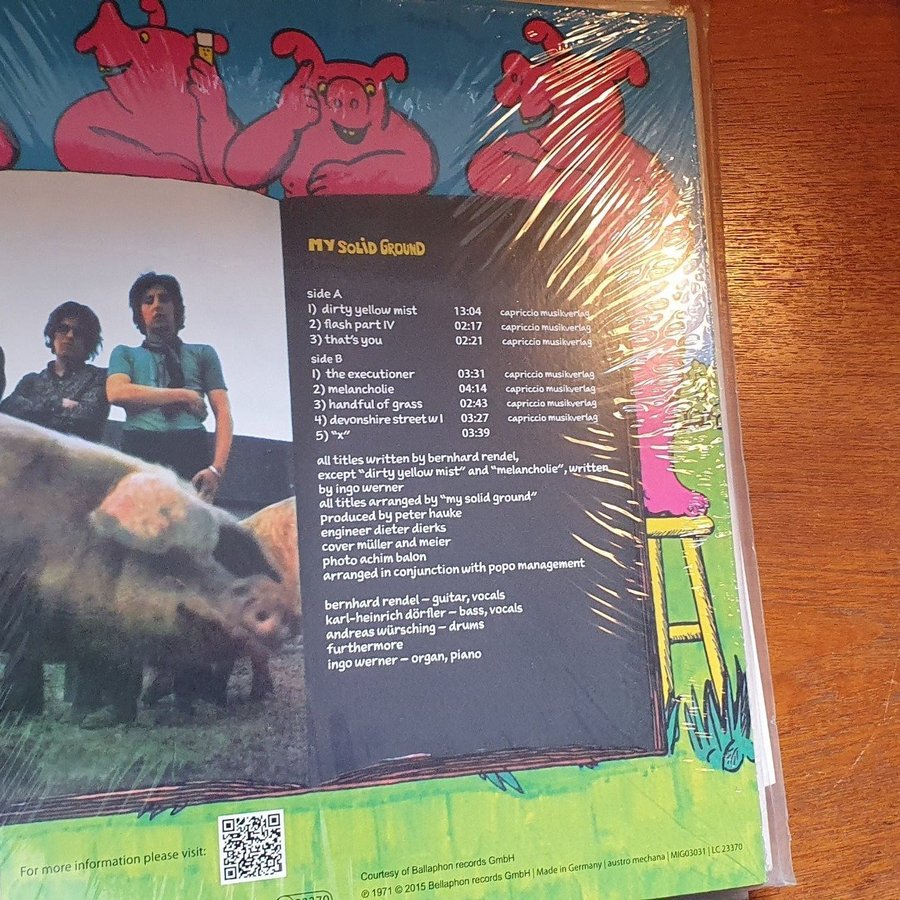 MY SOLID GROUND
side A
1) dirty yellow mist 13:04 capriccio musikverlag
2) flash part IV 02:17 capriccio musikverlag
3) that's you 02:21 capriccio musikverlag
side B
1) the executioner 03:31 capriccio musikverlag
2) melancholie 04:14 capriccio musikverlag
3) handful of grass 02:43 capriccio musikverlag
4) devonshire street w1 03:27 capriccio musikverlag
5) "x" 03:39
all titles written by bernhard rendel,
except "dirty yellow mist" and "melancholie", written
by ingo werner
all titles arranged by "my solid ground"
produced by peter hauke
engineer dieter dierks
cover müller and meier
photo achim balon
arranged in conjunction with popo management
bernhard rendel – guitar, vocals
karl-heinrich dörfler – bass, vocals
andreas würsching – drums
furthermore
ingo werner – organ, piano
For more information please visit:
Courtesy of Ballaphon records GmbH
℗ 1971 © 2015 Bellaphon records GmbH | Made in Germany | austro mechana | MIG03031 | LC 23370